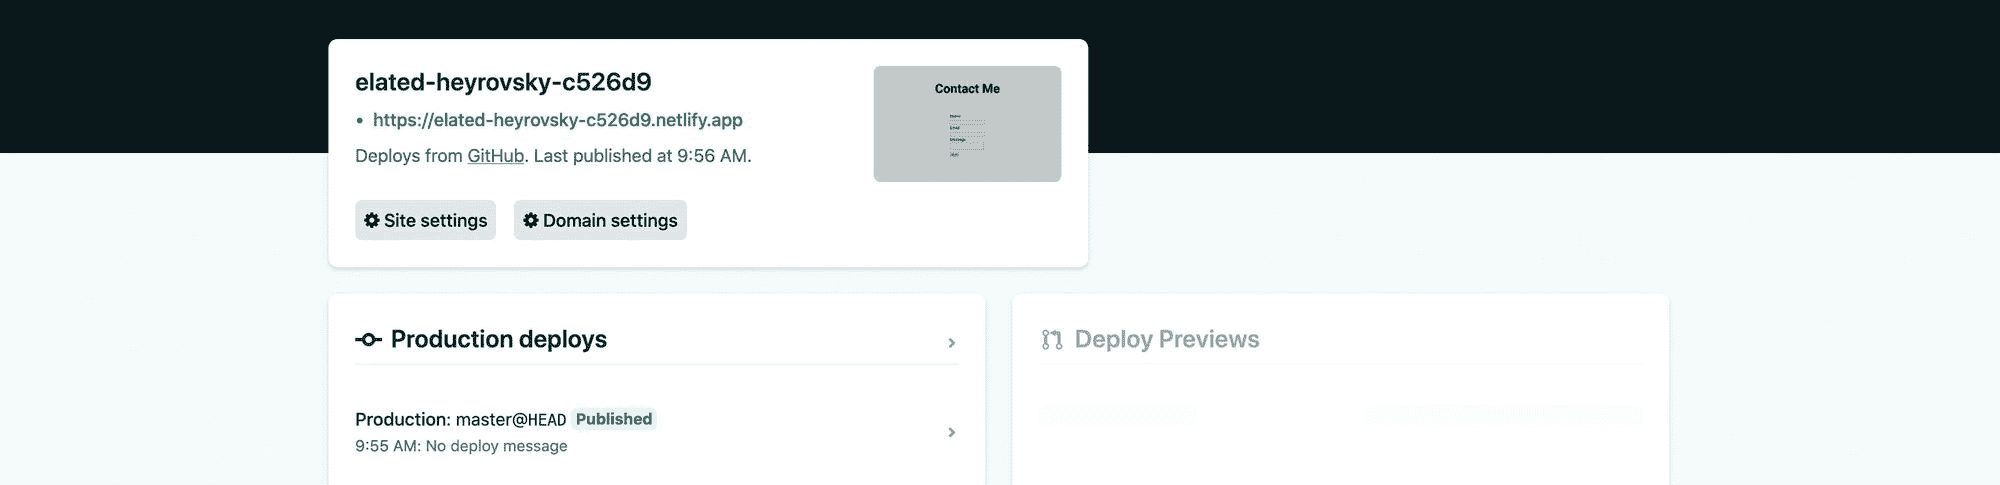 elated-heyrovsky-c526d9
• https://elated-heyrovsky-c526d9.netlify.app
Deploys from GitHub. Last published at 9:56 AM.
Site settings
Domain settings
Contact Me
Name
Email
Message
Production deploys
Production: master@HEAD Published
9:55 AM: No deploy message
Deploy Previews